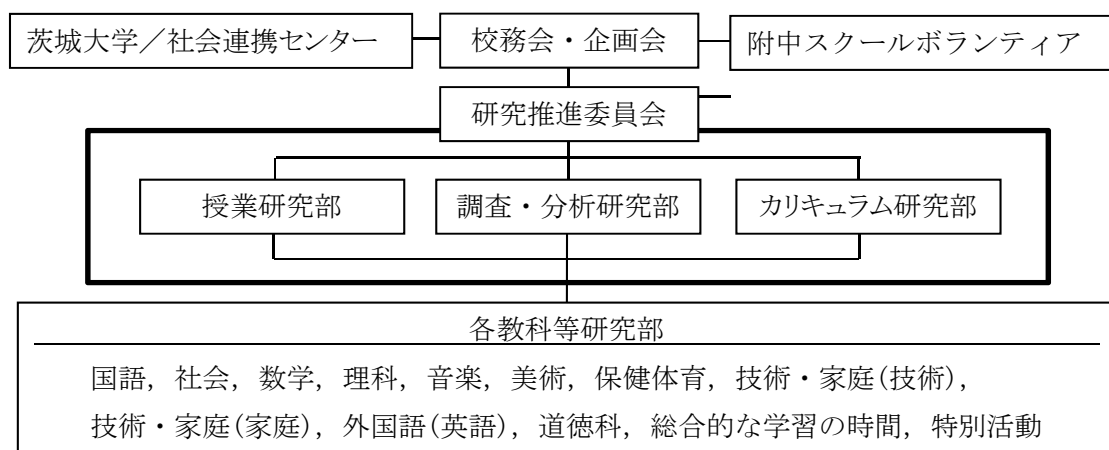 茨城大学／社会連携センター
校務会・企画会
附中スクールボランティア
研究推進委員会
授業研究部
調査・分析研究部
カリキュラム研究部
各教科等研究部
国語，社会，数学，理科，音楽，美術，保健体育，技術・家庭(技術)，
技術・家庭(家庭)，外国語(英語)，道徳科，総合的な学習の時間，特別活動